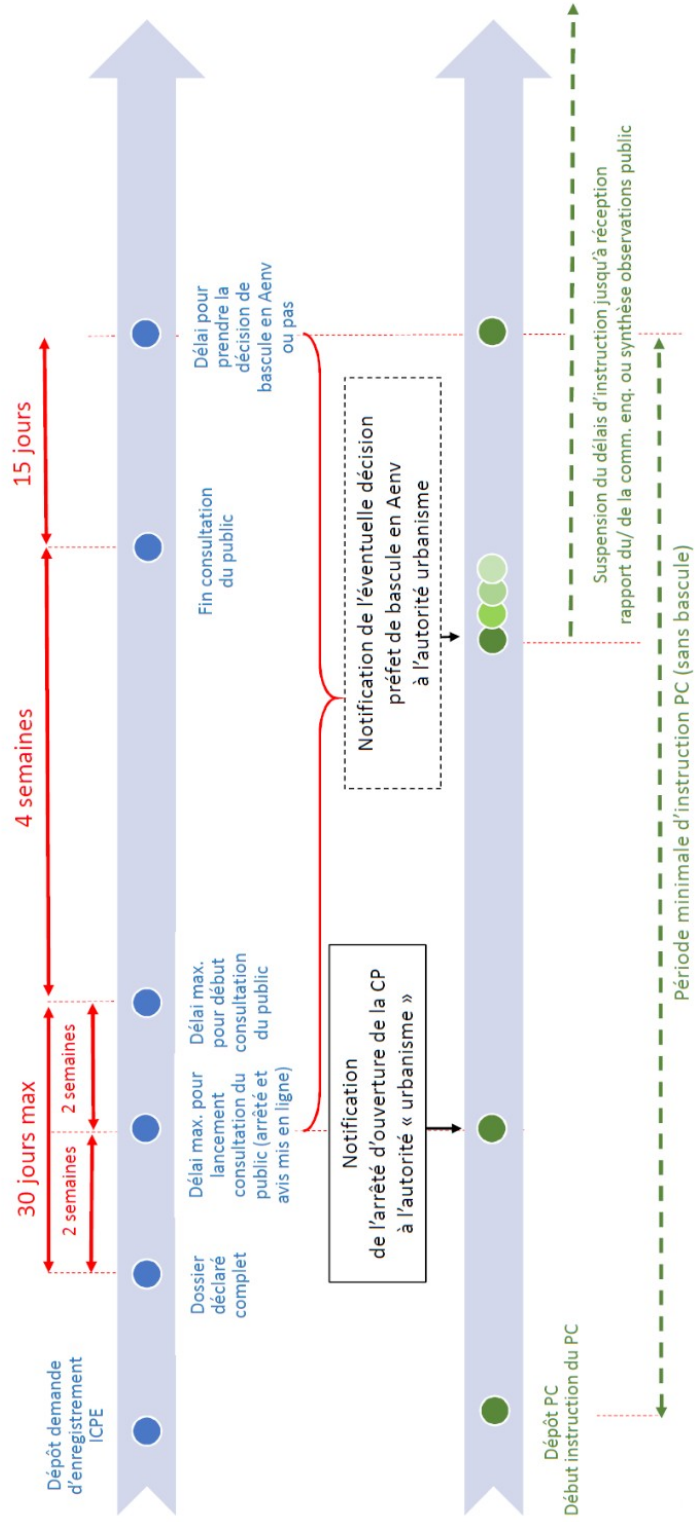 30 jours max
4 semaines
15 jours
2 semaines
2 semaines
Dépôt demande
d'enregistrement
ICPE
Dossier
déclaré
complet
Délai max. pour
lancement
consultation du
public (arrêté et
avis mis en ligne)
Délai max.
pour début
consultation
du public
Fin consultation
du public
Délai pour
prendre la
décision de
bascule en Aenv
ou pas
Notification
de l'arrêté d'ouverture de la CP
à l'autorité « urbanisme »
Notification de l'éventuelle décision
préfet de bascule en Aenv
à l'autorité urbanisme
Dépôt PC
Début instruction du PC
Suspension du délais d'instruction jusqu'à réception
rapport du/ de la comm. enq. ou synthèse observations public
Période minimale d'instruction PC (sans bascule)